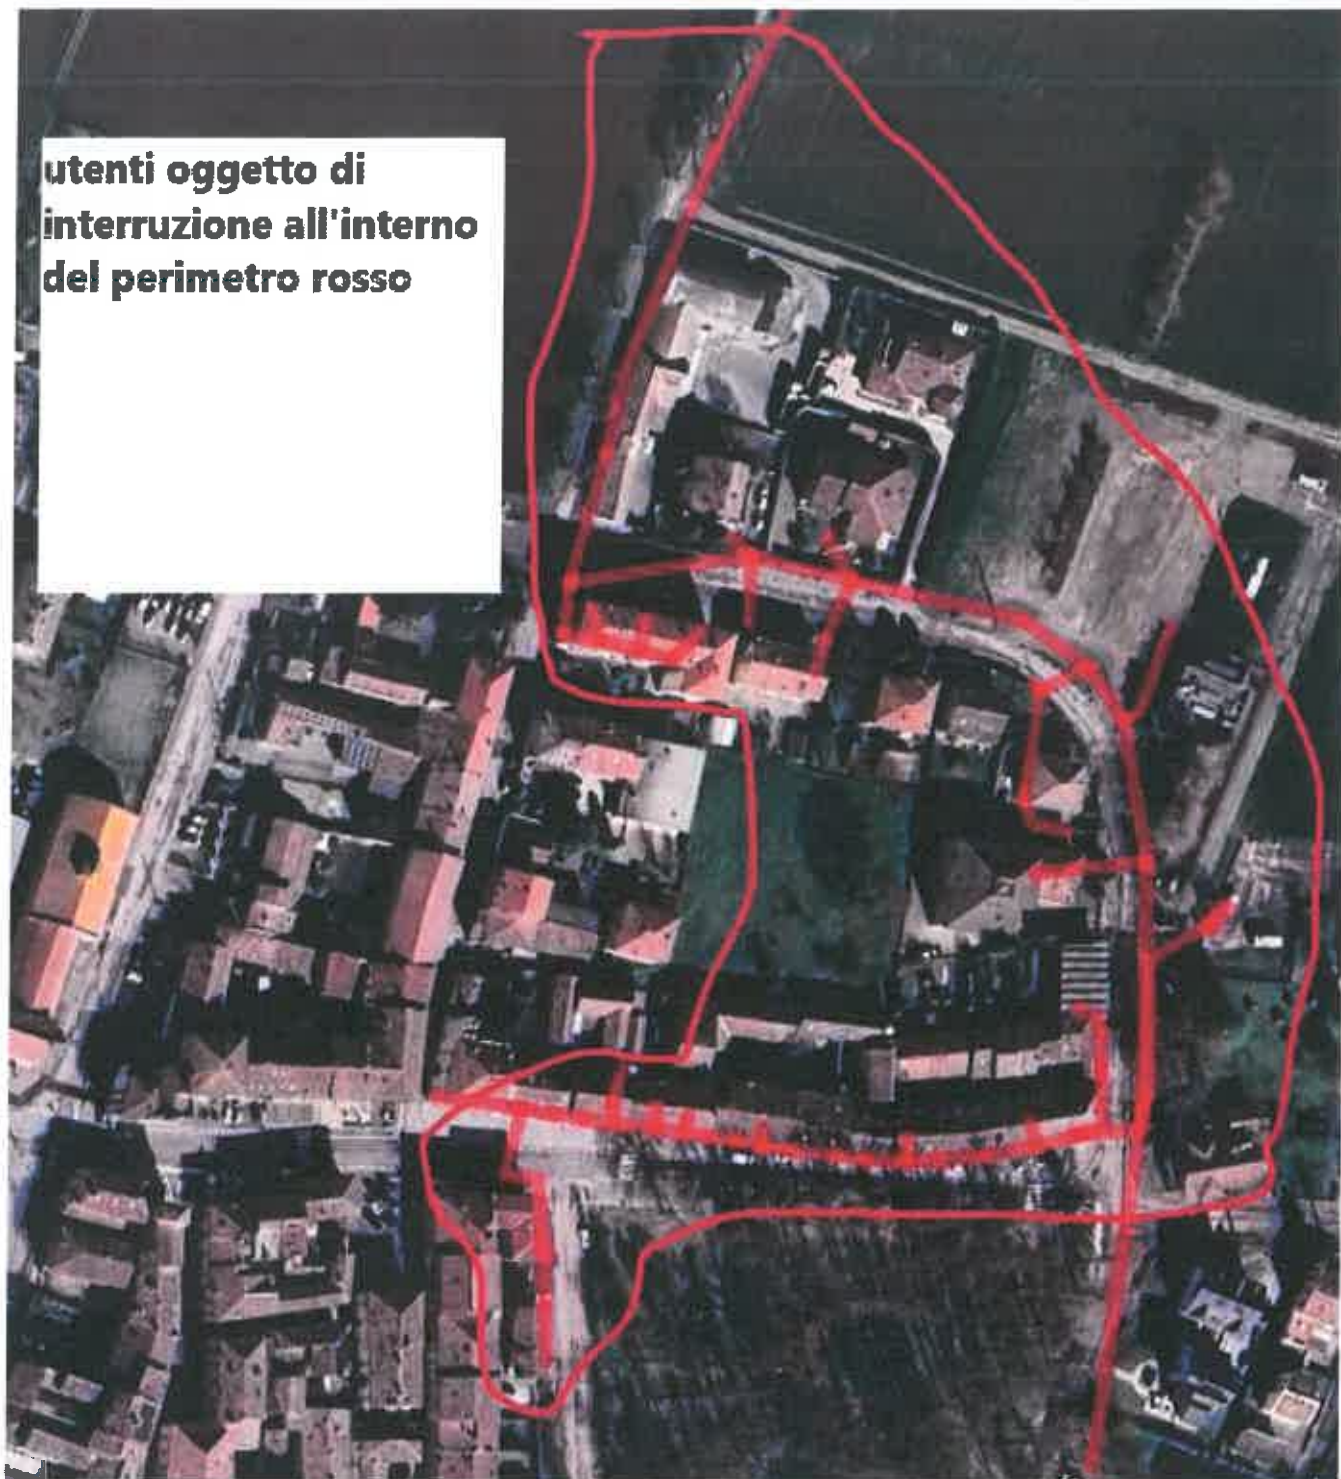 utenti oggetto di
interruzione all'interno
del perimetro rosso